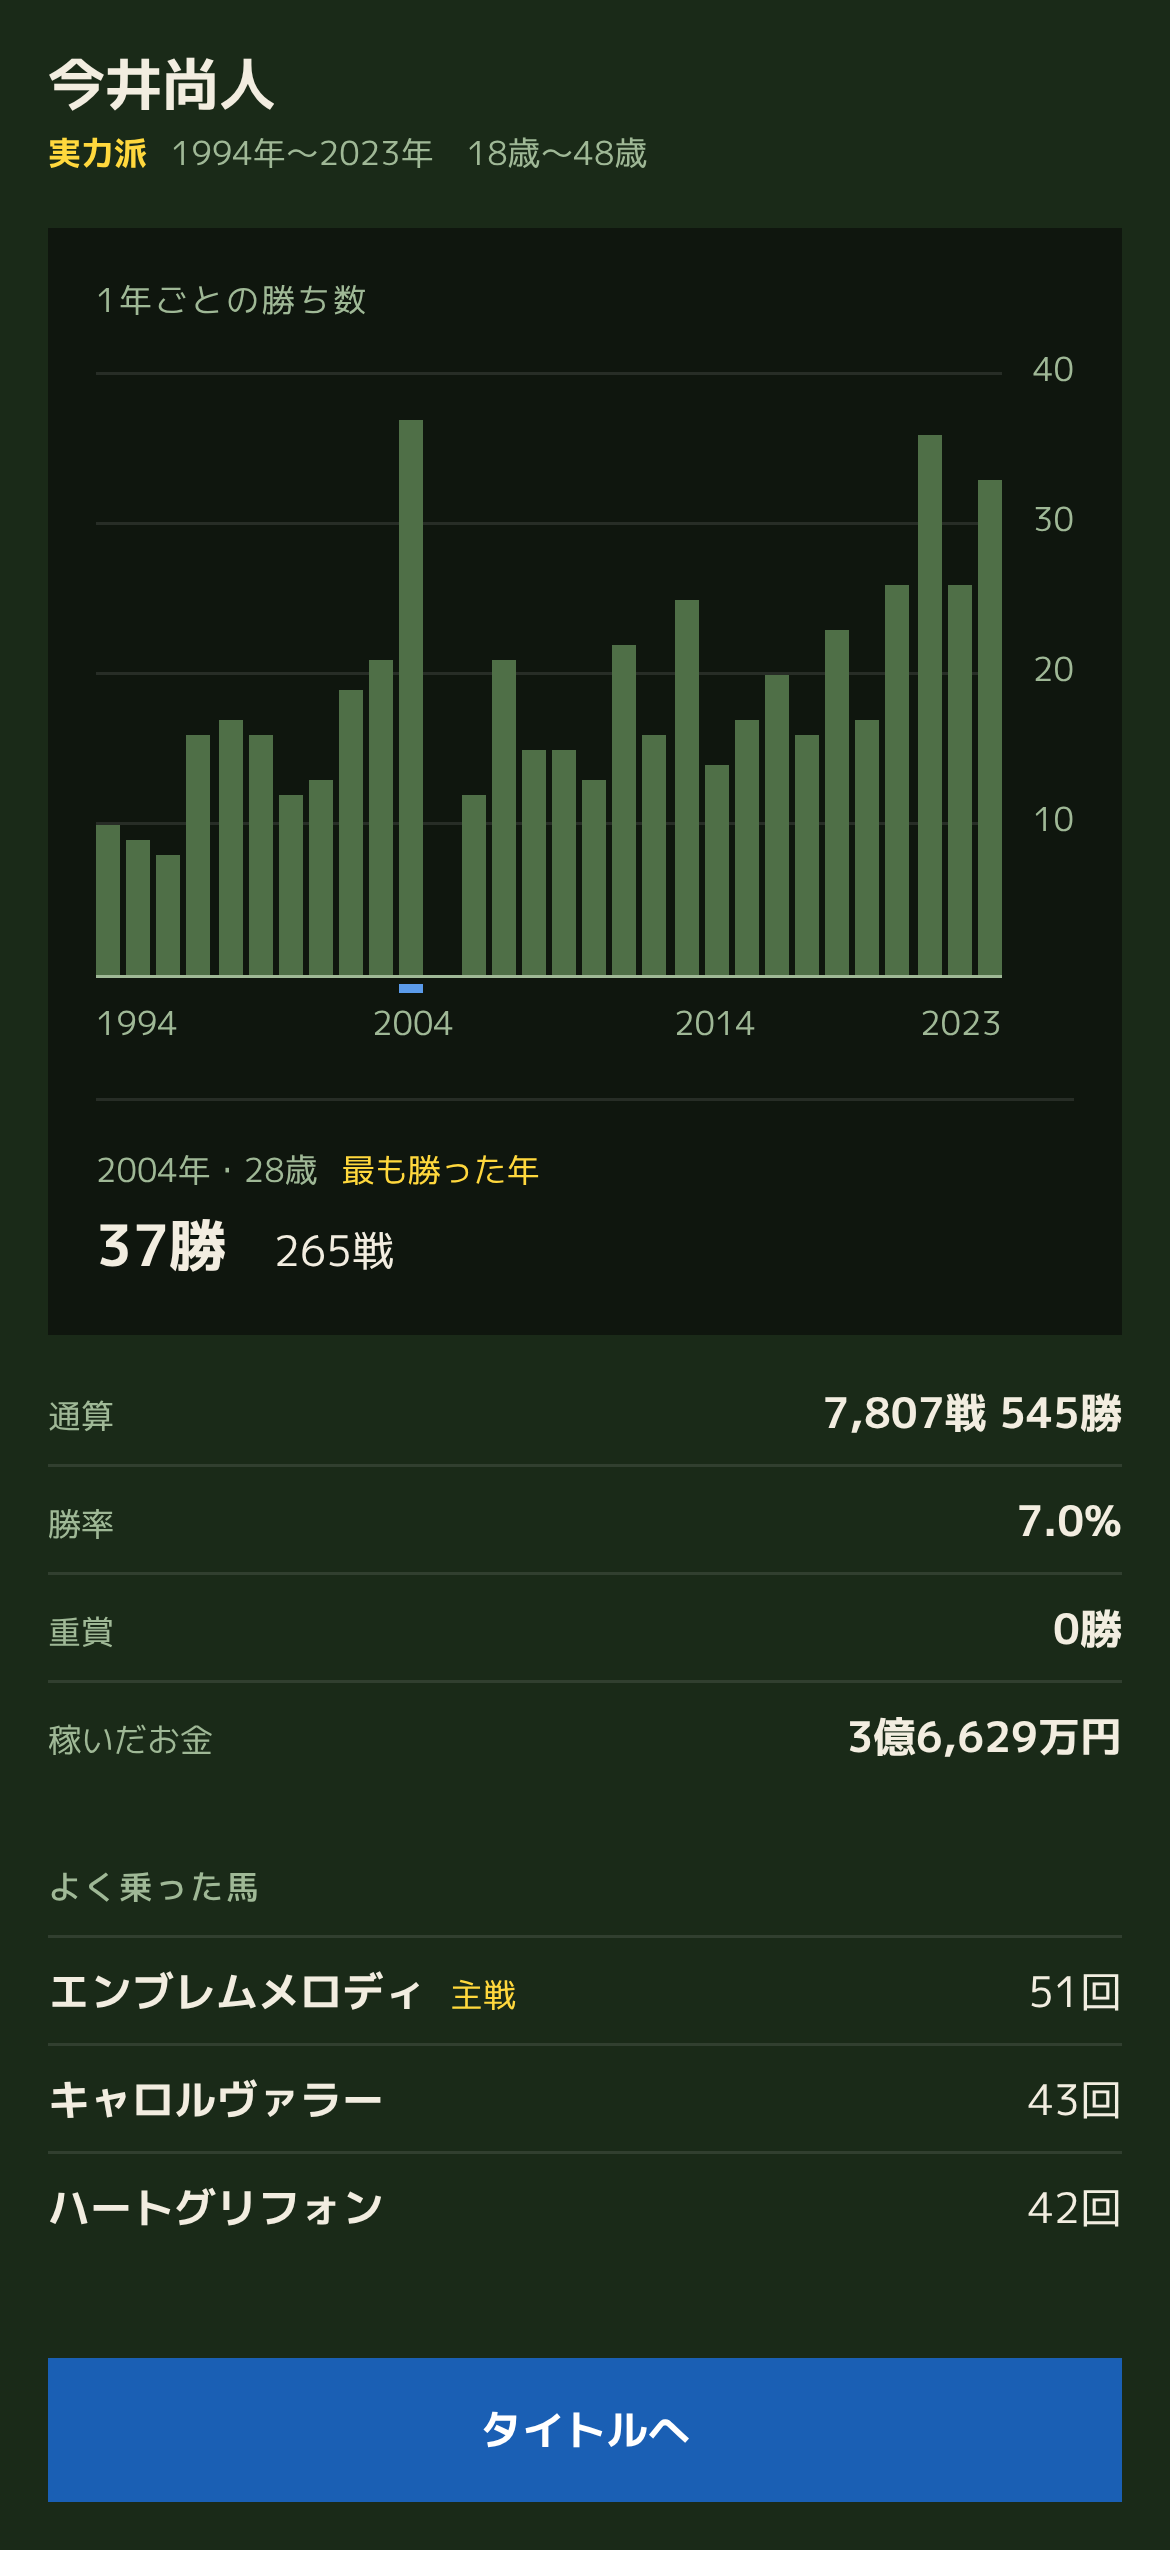 今井尚人
実力派 1994年〜2023年 18歳〜48歳
1年ごとの勝ち数
40
30
20
10
1994 2004 2014 2023
2004年・28歳 最も勝った年
37勝 265戦
通算 7,807戦 545勝
勝率 7.0%
重賞 0勝
稼いだお金 3億6,629万円
よく乗った馬
エンブレムメロディ 主戦 51回
キャロルヴァラー 43回
ハートグリフォン 42回
タイトルへ